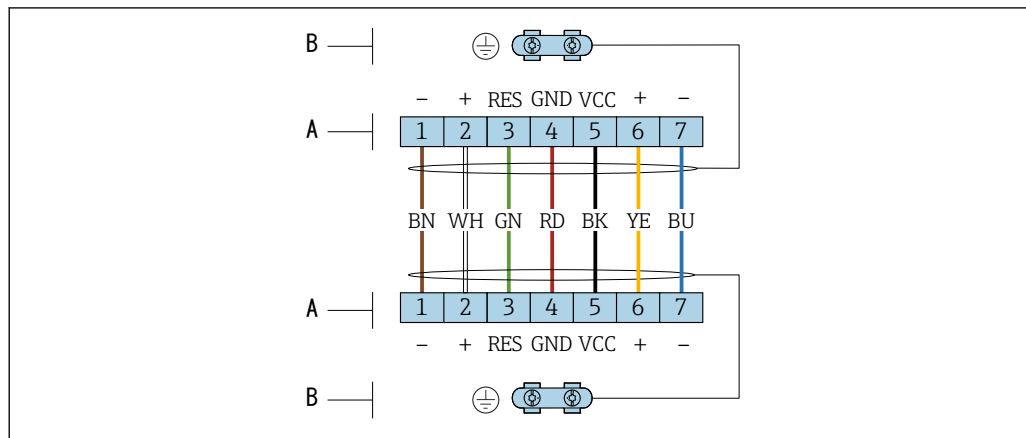 B
- + RES GND VCC + -
A 1 2 3 4 5 6 7
BN WH GN RD BK YE BU
A 1 2 3 4 5 6 7
- + RES GND VCC + -
B